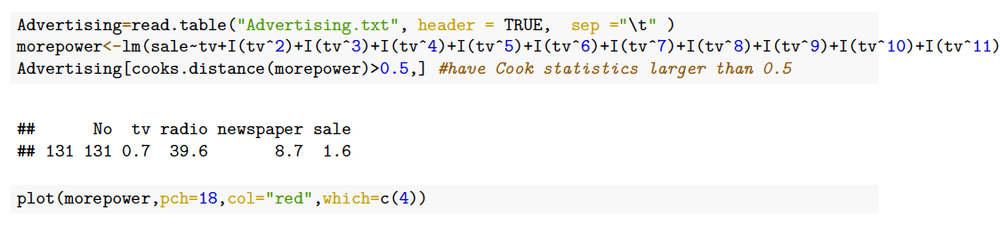 Advertising=read.table("Advertising.txt", header = TRUE,  sep ="\t" )
morepower<-lm(sale~tv+I(tv^2)+I(tv^3)+I(tv^4)+I(tv^5)+I(tv^6)+I(tv^7)+I(tv^8)+I(tv^9)+I(tv^10)+I(tv^11)
Advertising[cooks.distance(morepower)>0.5,] #have Cook statistics larger than 0.5
##      No  tv radio newspaper sale
## 131 131 0.7  39.6       8.7  1.6
plot(morepower,pch=18,col="red",which=c(4))